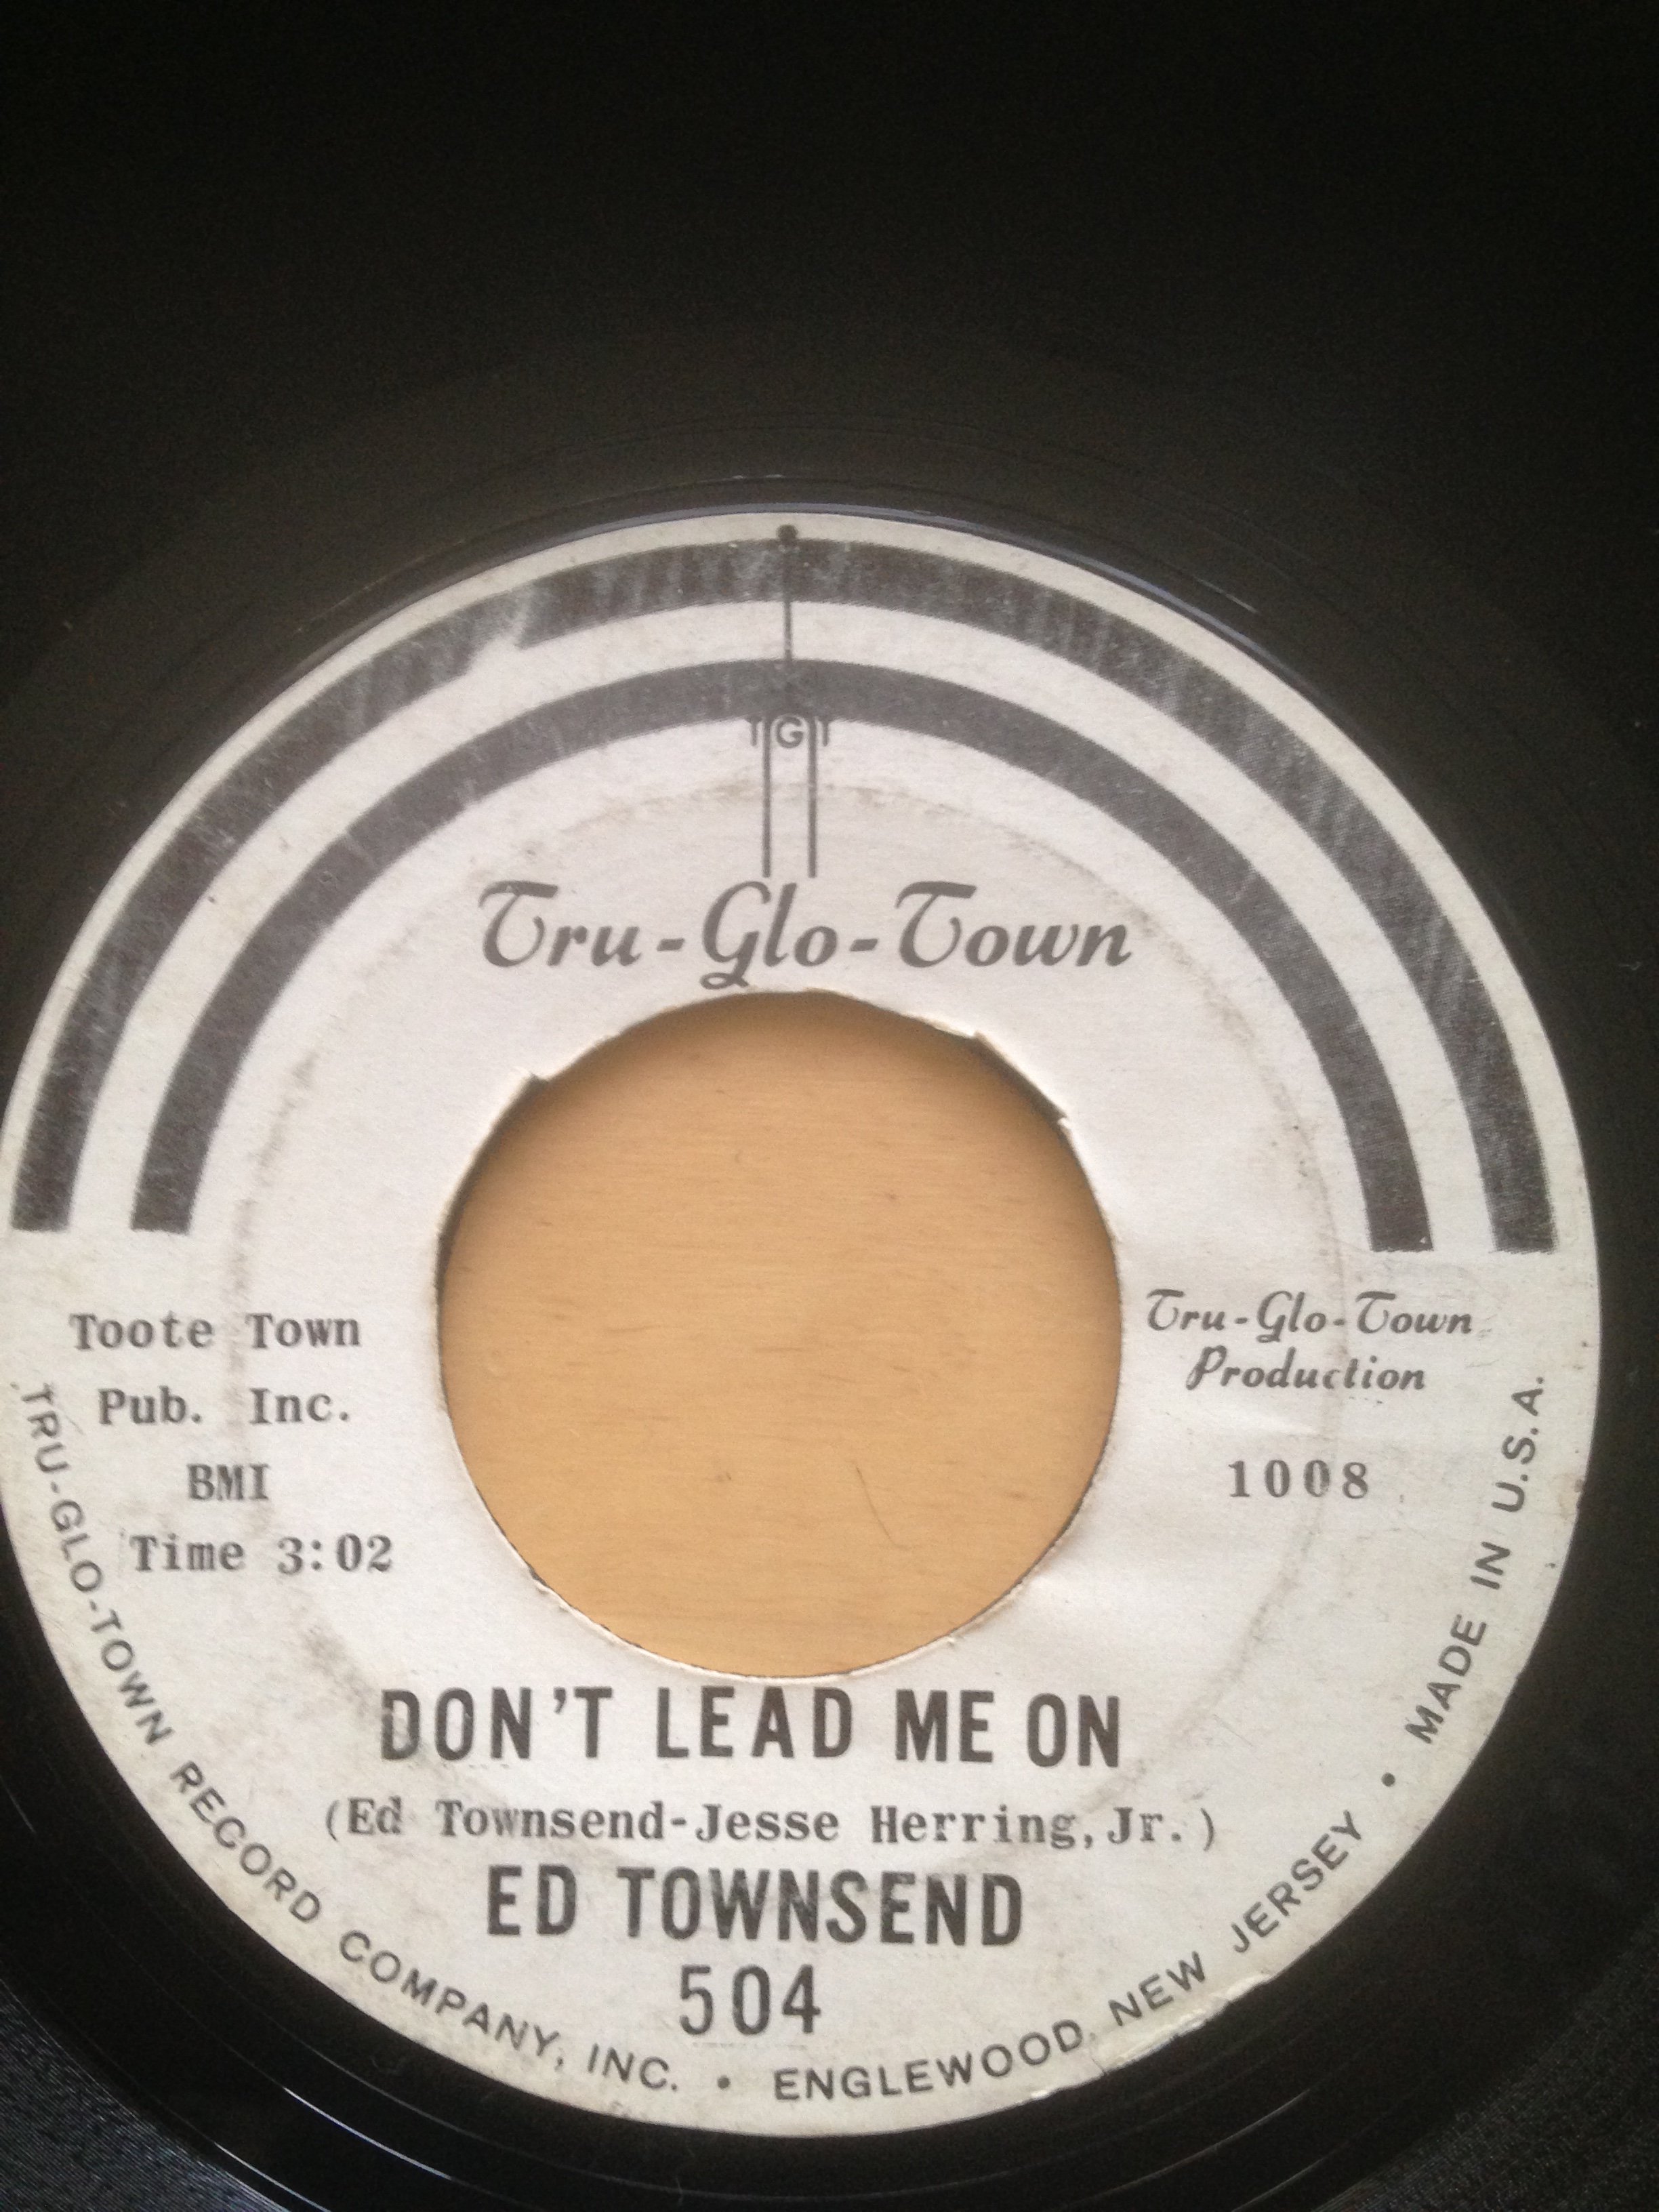 TGT
Tru-Glo-Town
Toote Town
Pub. Inc.
BMI
Time 3:02
Tru-Glo-Town
Production
1008
DON'T LEAD ME ON
(Ed Townsend-Jesse Herring,Jr.)
ED TOWNSEND
504
TRU-GLO-TOWN RECORD COMPANY, INC. • ENGLEWOOD, NEW JERSEY • MADE IN U.S.A.